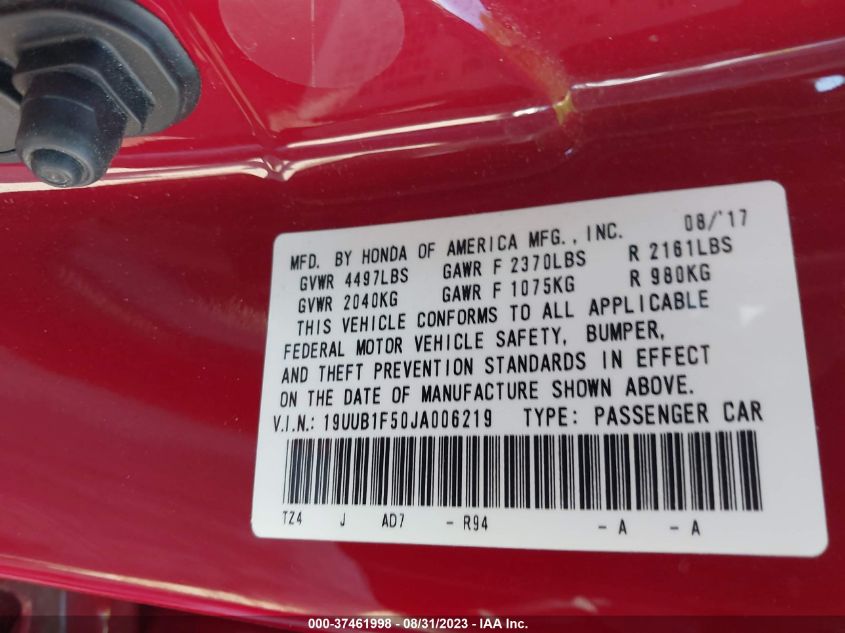 MFD. BY HONDA OF AMERICA MFG., INC. 08/'17
GVWR 4497LBS GAWR F 2370LBS R 2161LBS
GVWR 2040KG GAWR F 1075KG R 980KG
THIS VEHICLE CONFORMS TO ALL APPLICABLE
FEDERAL MOTOR VEHICLE SAFETY, BUMPER,
AND THEFT PREVENTION STANDARDS IN EFFECT
ON THE DATE OF MANUFACTURE SHOWN ABOVE.
V.I.N.: 19UUB1F50JA006219 TYPE: PASSENGER CAR
TZ4 J AD7 - R94 - A - A
000-37461998 - 08/31/2023 - IAA Inc.